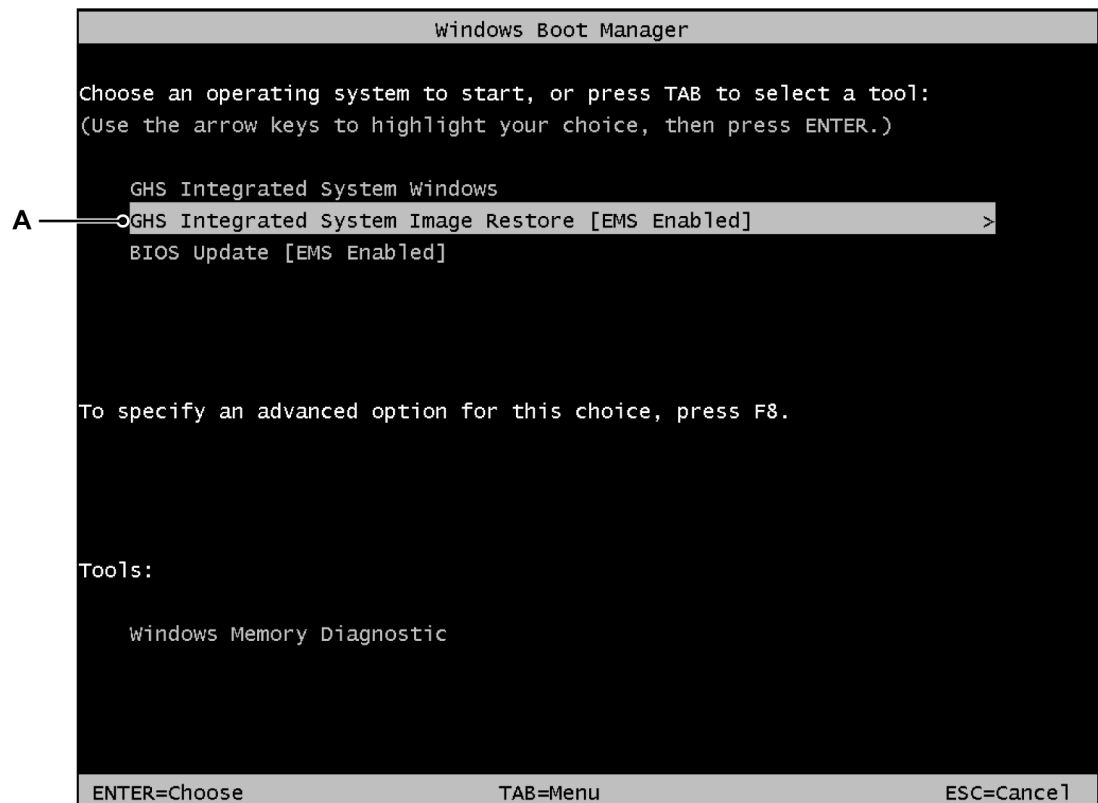 Windows Boot Manager
Choose an operating system to start, or press TAB to select a tool:
(Use the arrow keys to highlight your choice, then press ENTER.)
GHS Integrated System Windows
A GHS Integrated System Image Restore [EMS Enabled] >
BIOS Update [EMS Enabled]
To specify an advanced option for this choice, press F8.
Tools:
Windows Memory Diagnostic
ENTER=Choose TAB=Menu ESC=Cancel